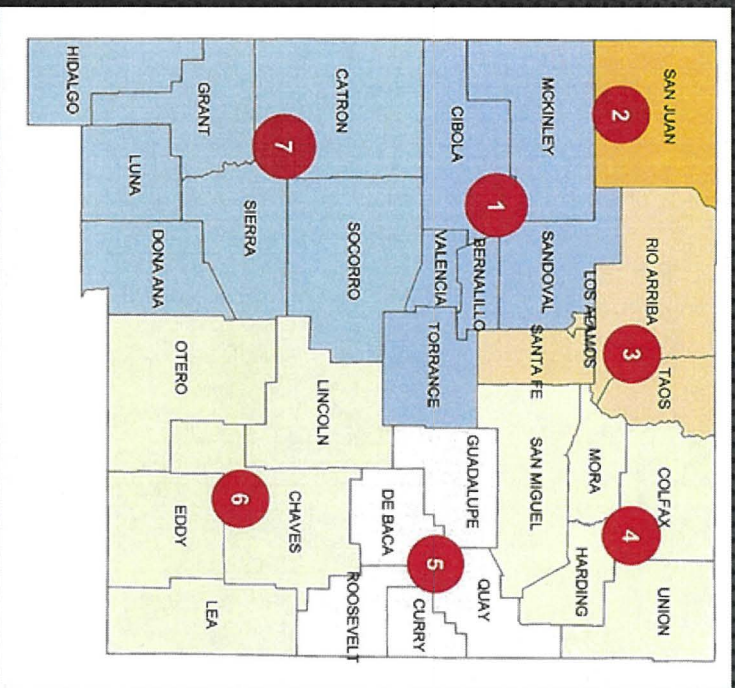 SAN JUAN
2
RIO ARRIBA
3
TAOS
COLFAX
4
UNION
MCKINLEY
SANDOVAL
LOS ALAMOS
SANTA FE
MORA
HARDING
SAN MIGUEL
1
CIBOLA
BERNALILLO
VALENCIA
TORRANCE
GUADALUPE
QUAY
5
DE BACA
CURRY
ROOSEVELT
CATRON
SOCORRO
LINCOLN
CHAVES
7
GRANT
SIERRA
OTERO
6
EDDY
LEA
HIDALGO
LUNA
DONA ANA